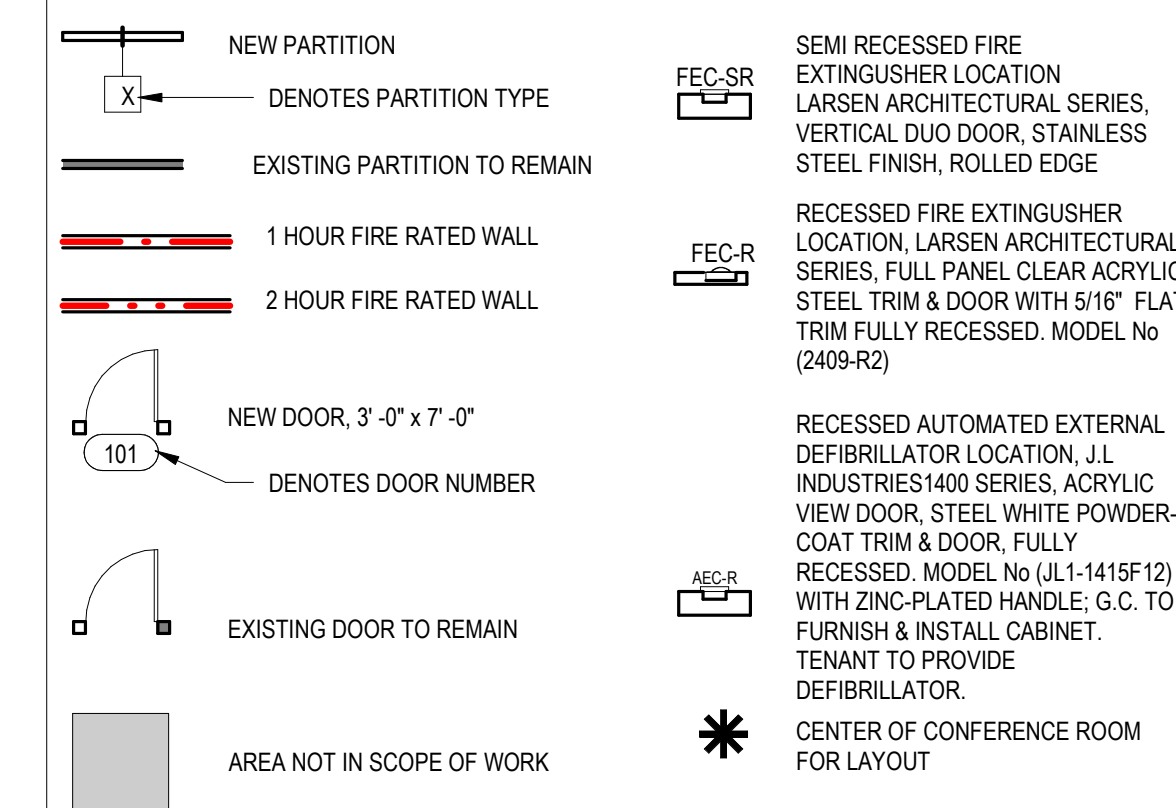 NEW PARTITION
X
DENOTES PARTITION TYPE
EXISTING PARTITION TO REMAIN
1 HOUR FIRE RATED WALL
2 HOUR FIRE RATED WALL
NEW DOOR, 3' -0" x 7' -0"
101
DENOTES DOOR NUMBER
EXISTING DOOR TO REMAIN
AREA NOT IN SCOPE OF WORK
FEC-SR
SEMI RECESSED FIRE
EXTINGUSHER LOCATION
LARSEN ARCHITECTURAL SERIES,
VERTICAL DUO DOOR, STAINLESS
STEEL FINISH, ROLLED EDGE
FEC-R
RECESSED FIRE EXTINGUSHER
LOCATION, LARSEN ARCHITECTURAL
SERIES, FULL PANEL CLEAR ACRYLIC
STEEL TRIM & DOOR WITH 5/16" FLAT
TRIM FULLY RECESSED. MODEL No
(2409-R2)
AEC-R
RECESSED AUTOMATED EXTERNAL
DEFIBRILLATOR LOCATION, J.L
INDUSTRIES1400 SERIES, ACRYLIC
VIEW DOOR, STEEL WHITE POWDER-
COAT TRIM & DOOR, FULLY
RECESSED. MODEL No (JL1-1415F12)
WITH ZINC-PLATED HANDLE; G.C. TO
FURNISH & INSTALL CABINET.
TENANT TO PROVIDE
DEFIBRILLATOR.
CENTER OF CONFERENCE ROOM
FOR LAYOUT